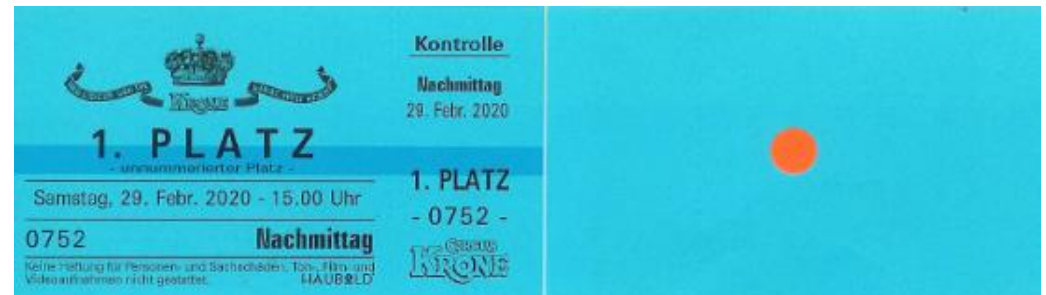 KRONE
1. PLATZ
- unnummerierter Platz -
Samstag, 29. Febr. 2020 - 15.00 Uhr
0752 Nachmittag
Keine Haftung für Personen- und Sachschäden. Ton-, Film- und
Videoaufnahmen nicht gestattet. HAUBOLD
Kontrolle
Nachmittag
29. Febr. 2020
1. PLATZ
- 0752 -
CIRCUS
KRONE